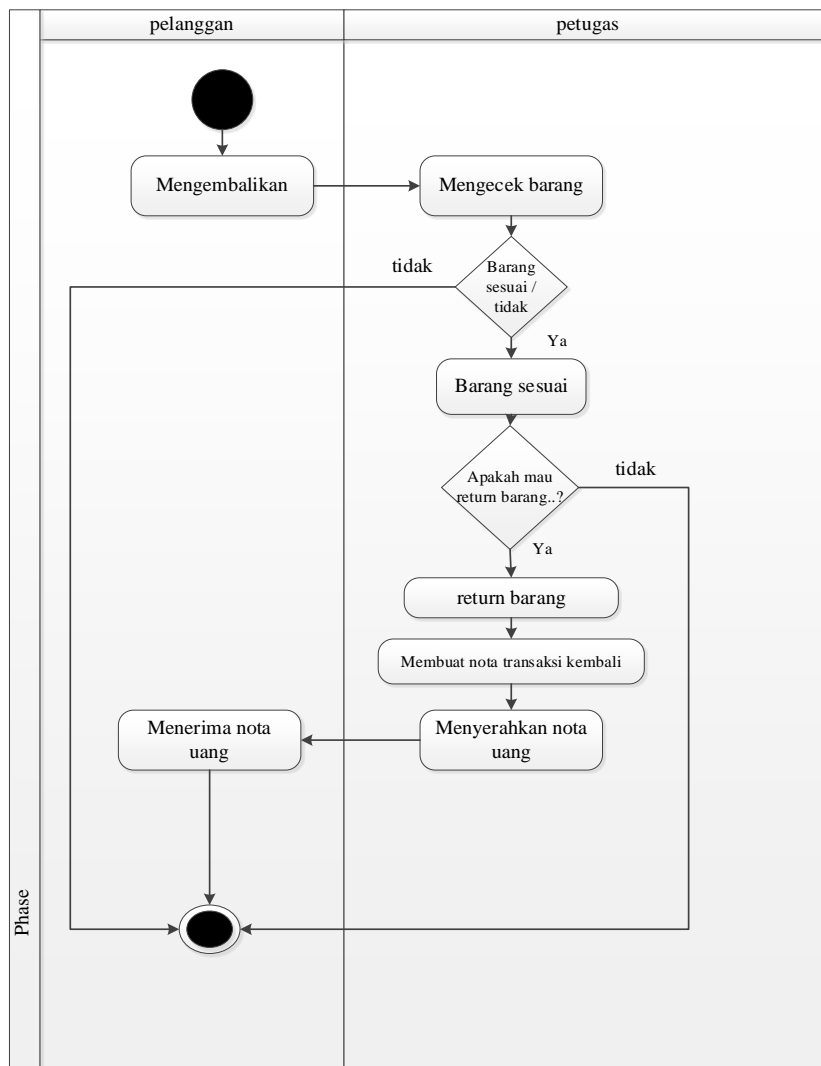 pelanggan
petugas
Mengembalikan
Mengecek barang
tidak
Barang
sesuai /
tidak
Ya
Barang sesuai
Apakah mau
return barang..?
tidak
Ya
return barang
Membuat nota transaksi kembali
Menerima nota
uang
Menyerahkan nota
uang
Phase